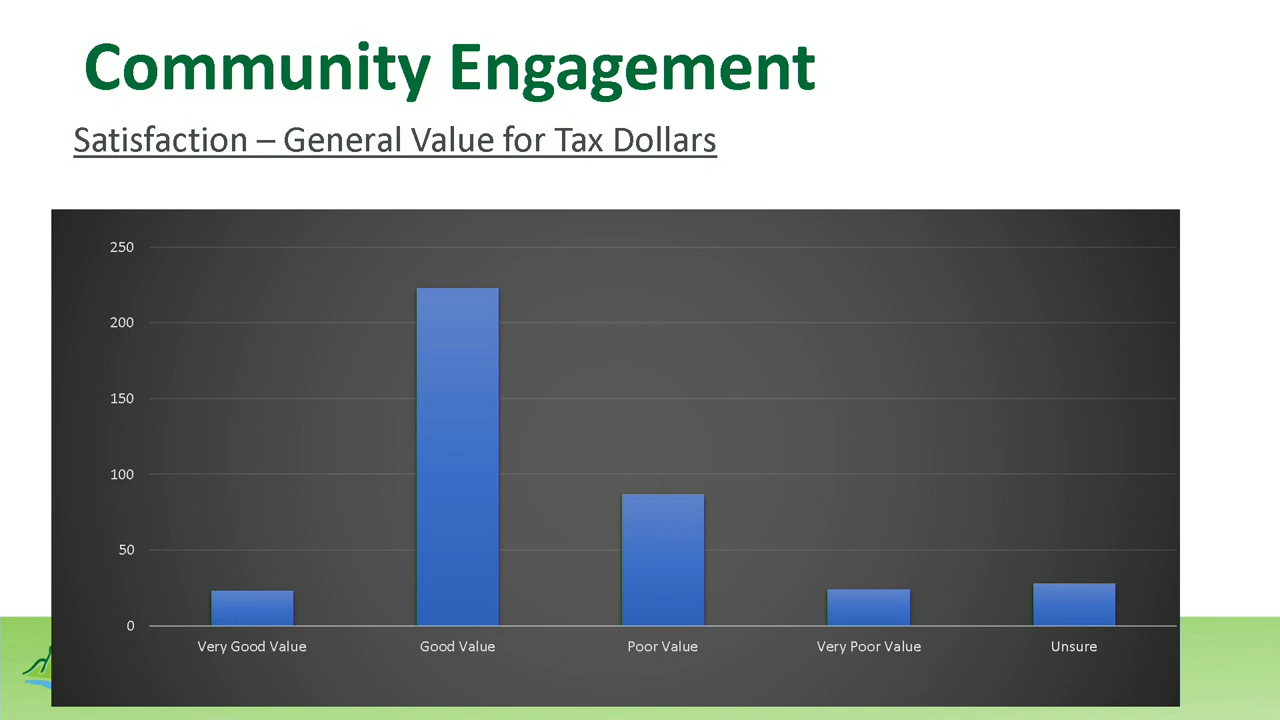 Community Engagement
Satisfaction – General Value for Tax Dollars
250
200
150
100
50
0
Very Good Value
Good Value
Poor Value
Very Poor Value
Unsure